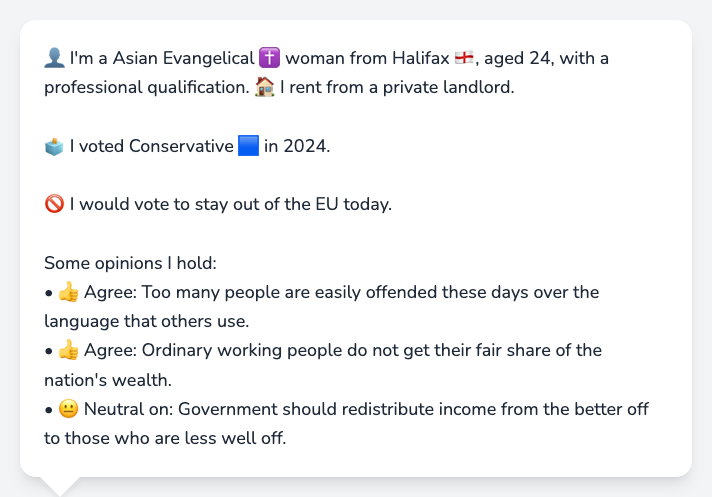 👤 I'm a Asian Evangelical ✝️ woman from Halifax 🏴󠁧󠁢󠁥󠁮󠁧󠁿, aged 24, with a
professional qualification. 🏠 I rent from a private landlord.
🗳️ I voted Conservative 🟦 in 2024.
🚫 I would vote to stay out of the EU today.
Some opinions I hold:
• 👍 Agree: Too many people are easily offended these days over the
language that others use.
• 👍 Agree: Ordinary working people do not get their fair share of the
nation's wealth.
• 😐 Neutral on: Government should redistribute income from the better off
to those who are less well off.